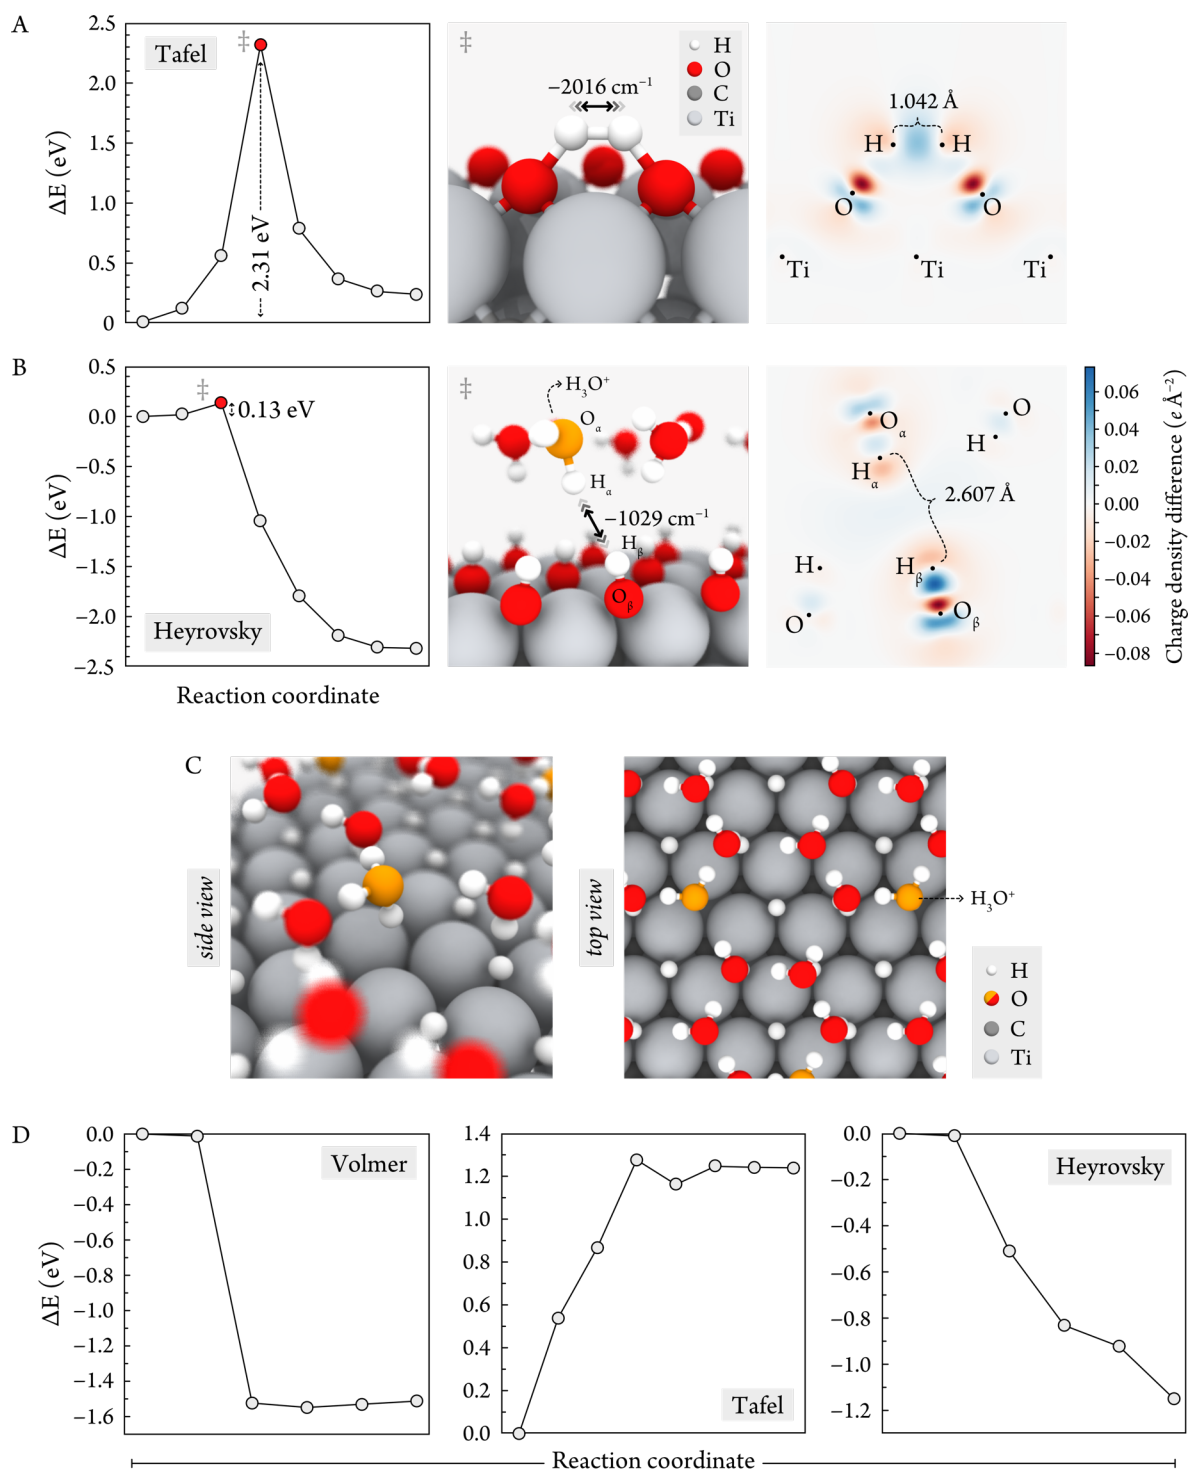 A
2.5
2.0
1.5
1.0
0.5
0
ΔE (eV)
Tafel
‡
2.31 eV
‡
−2016 cm⁻¹
H
O
C
Ti
1.042 Å
H
H
O
O
Ti
Ti
Ti
B
0.5
0.0
−0.5
−1.0
−1.5
−2.0
−2.5
ΔE (eV)
‡
0.13 eV
Heyrovsky
Reaction coordinate
‡
H₃O⁺
Oα
Hα
−1029 cm⁻¹
Hβ
Oβ
Oα
O
H
Hα
2.607 Å
H
Hβ
O
Oβ
0.06
0.04
0.02
0.00
−0.02
−0.04
−0.06
−0.08
Charge density difference (e Å⁻²)
C
side view
top view
H₃O⁺
H
O
C
Ti
D
0.0
−0.2
−0.4
−0.6
−0.8
−1.0
−1.2
−1.4
−1.6
ΔE (eV)
Volmer
1.4
1.2
1.0
0.8
0.6
0.4
0.2
0.0
Tafel
0.0
−0.2
−0.4
−0.6
−0.8
−1.0
−1.2
Heyrovsky
Reaction coordinate